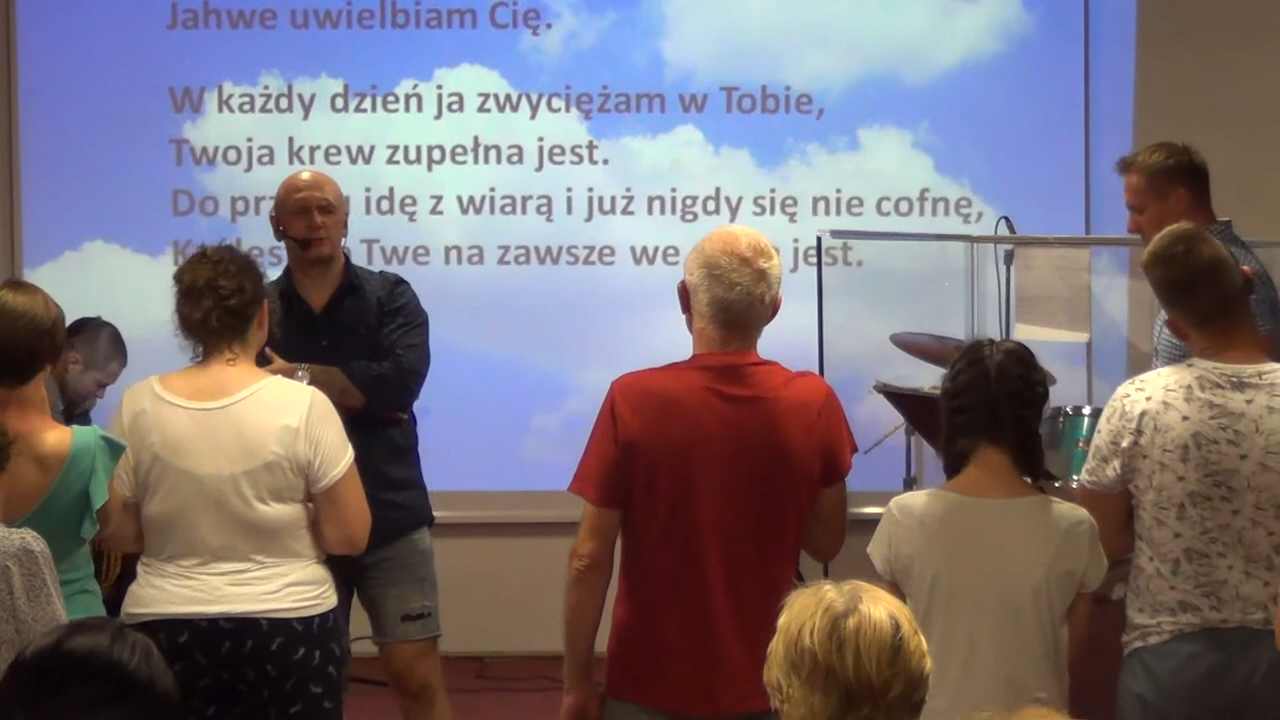 Jahwe uwielbiam Cię.
W każdy dzień ja zwyciężam w Tobie,
Twoja krew zupełna jest.
Do idę z wiarą i już nigdy się nie cofnę,
Twe na zawsze we jest.